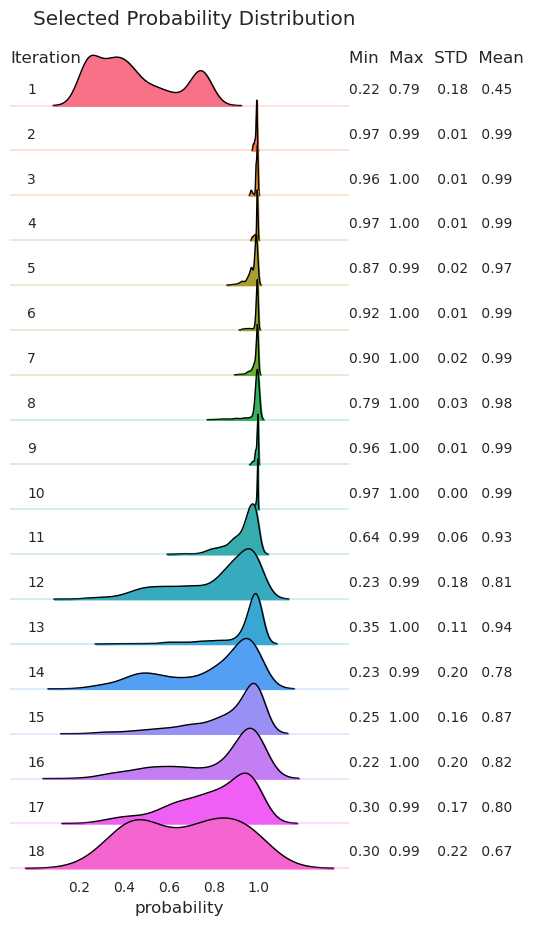 Selected Probability Distribution
Iteration Min Max STD Mean
1 0.22 0.79 0.18 0.45
2 0.97 0.99 0.01 0.99
3 0.96 1.00 0.01 0.99
4 0.97 1.00 0.01 0.99
5 0.87 0.99 0.02 0.97
6 0.92 1.00 0.01 0.99
7 0.90 1.00 0.02 0.99
8 0.79 1.00 0.03 0.98
9 0.96 1.00 0.01 0.99
10 0.97 1.00 0.00 0.99
11 0.64 0.99 0.06 0.93
12 0.23 0.99 0.18 0.81
13 0.35 1.00 0.11 0.94
14 0.23 0.99 0.20 0.78
15 0.25 1.00 0.16 0.87
16 0.22 1.00 0.20 0.82
17 0.30 0.99 0.17 0.80
18 0.30 0.99 0.22 0.67
0.2 0.4 0.6 0.8 1.0
probability